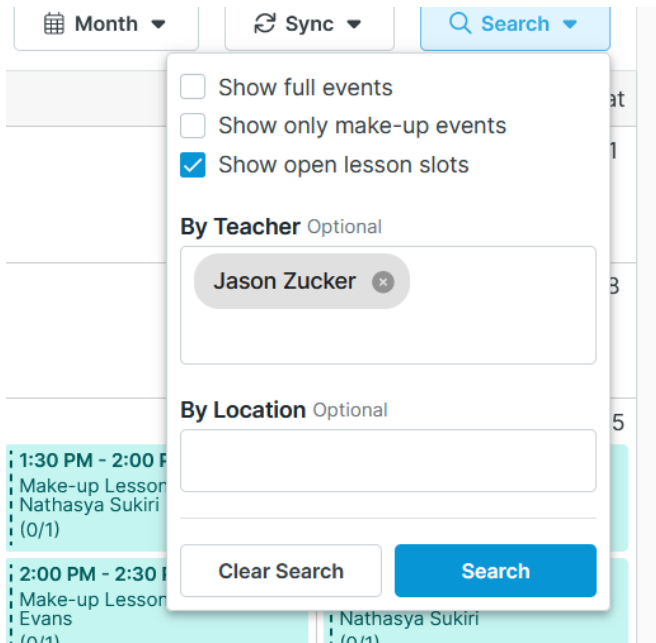 Month
Sync
Search
Show full events
at
Show only make-up events
1
Show open lesson slots
By Teacher Optional
Jason Zucker
8
By Location Optional
5
1:30 PM - 2:00
Make-up Lesson
Nathasya Sukiri
(0/1)
Clear Search
Search
2:00 PM - 2:30
Make-up Lesson
Evans
(0/1)
Nathasya Sukiri
(0/1)